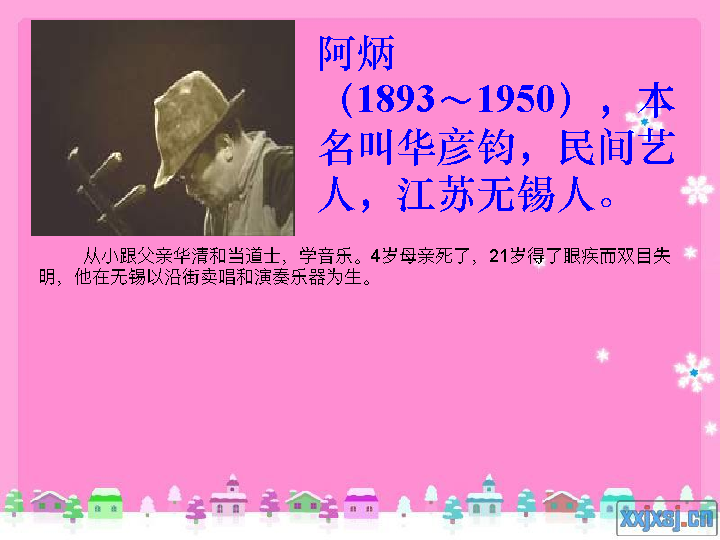 阿炳
（1893～1950），本
名叫华彦钧，民间艺
人，江苏无锡人。
从小跟父亲华清和当道士，学音乐。4岁母亲死了，21岁得了眼疾而双目失
明，他在无锡以沿街卖唱和演奏乐器为生。
xxjxsj.cn